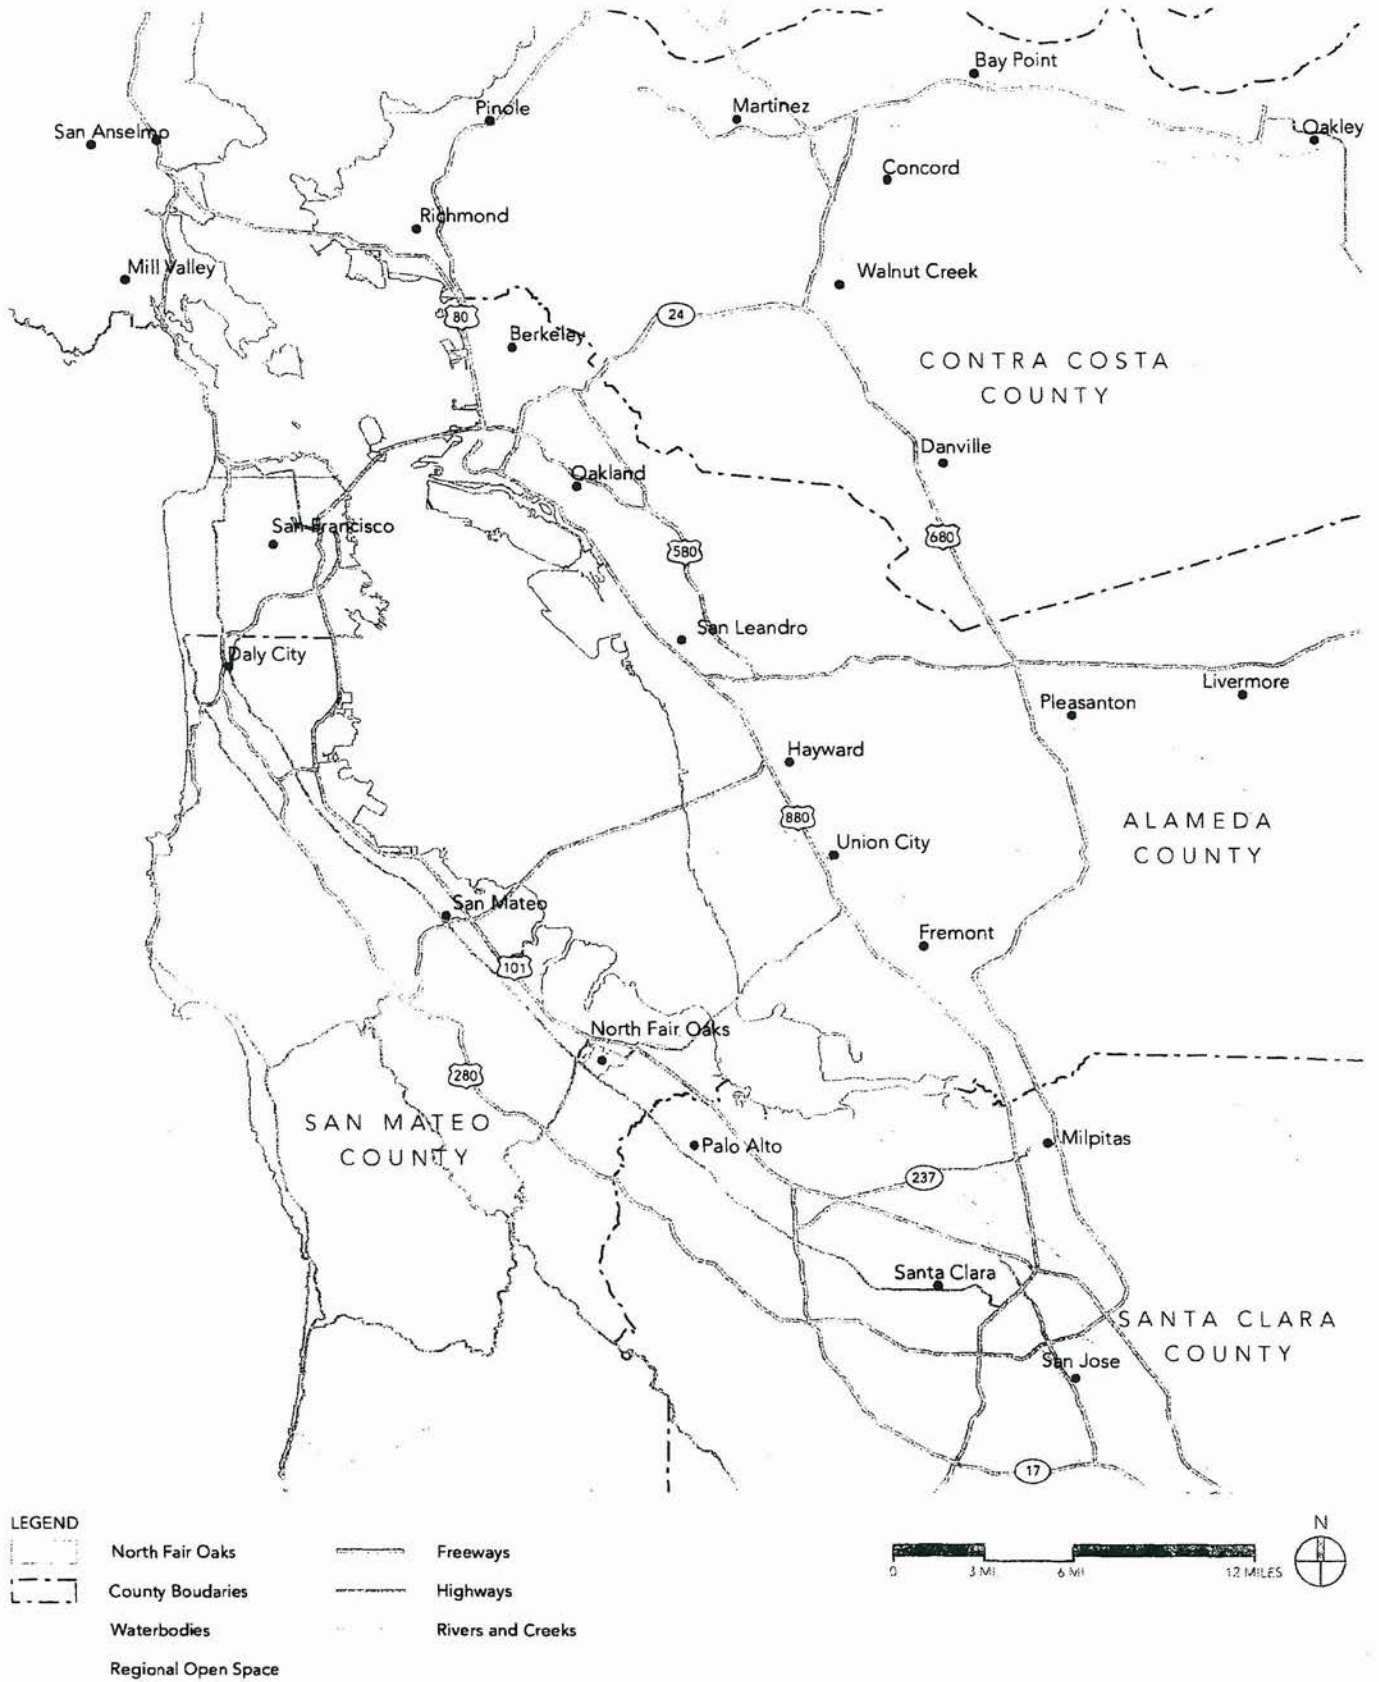 Bay Point
Pinole
Martinez
San Anselmo
Oakley
Concord
Richmond
Mill Valley
Walnut Creek
80
24
Berkeley
CONTRA COSTA
COUNTY
Danville
Oakland
San Francisco
680
580
San Leandro
Daly City
Livermore
Pleasanton
Hayward
880
ALAMEDA
COUNTY
Union City
San Mateo
Fremont
101
North Fair Oaks
280
SAN MATEO
COUNTY
Palo Alto
Milpitas
237
Santa Clara
SANTA CLARA
COUNTY
San Jose
17
LEGEND
North Fair Oaks
County Boudaries
Waterbodies
Regional Open Space
Freeways
Highways
Rivers and Creeks
0 3 MI 6 MI 12 MILES
N